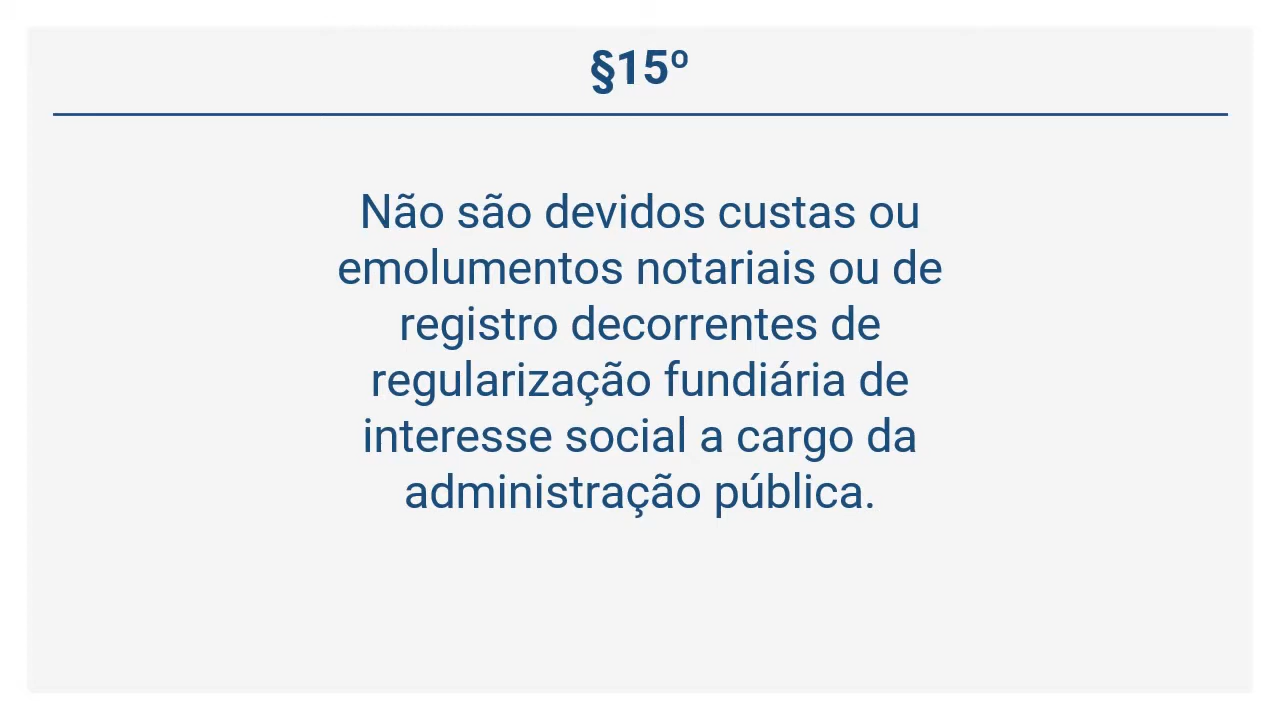 §15º
Não são devidos custas ou
emolumentos notariais ou de
registro decorrentes de
regularização fundiária de
interesse social a cargo da
administração pública.